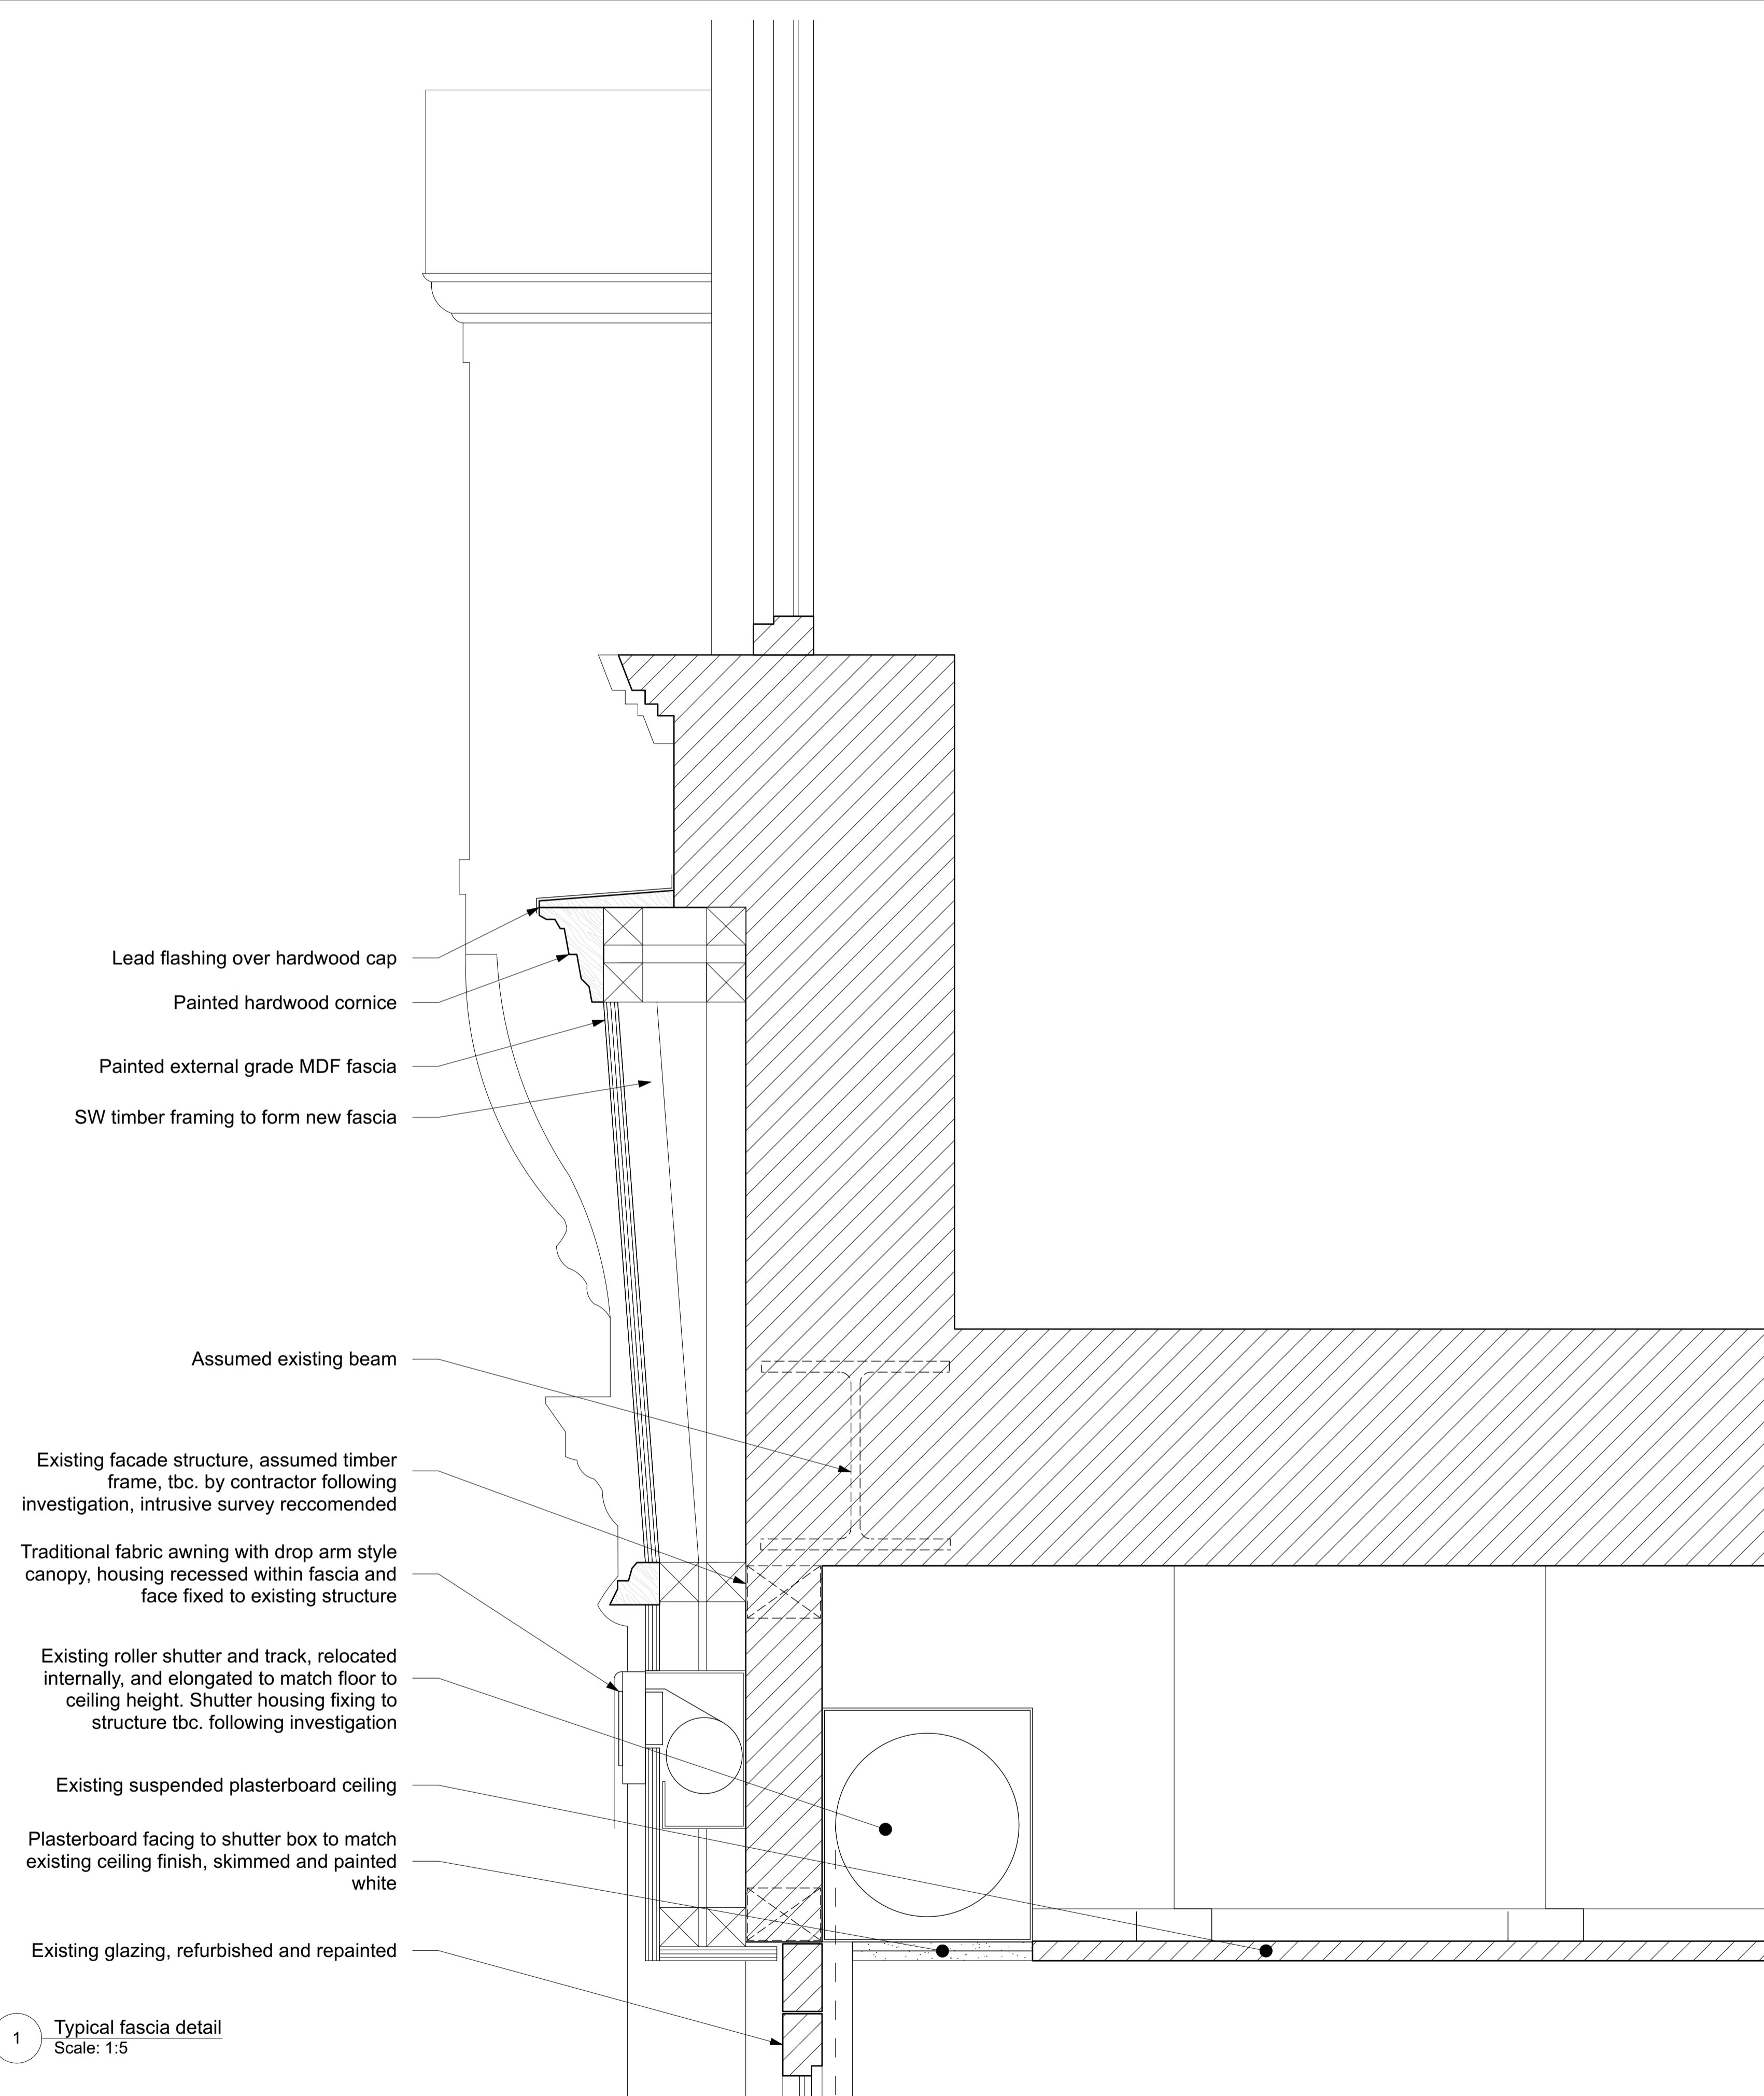 Lead flashing over hardwood cap
Painted hardwood cornice
Painted external grade MDF fascia
SW timber framing to form new fascia
Assumed existing beam
Existing facade structure, assumed timber
frame, tbc. by contractor following
investigation, intrusive survey reccomended
Traditional fabric awning with drop arm style
canopy, housing recessed within fascia and
face fixed to existing structure
Existing roller shutter and track, relocated
internally, and elongated to match floor to
ceiling height. Shutter housing fixing to
structure tbc. following investigation
Existing suspended plasterboard ceiling
Plasterboard facing to shutter box to match
existing ceiling finish, skimmed and painted
white
Existing glazing, refurbished and repainted
1
Typical fascia detail
Scale: 1:5